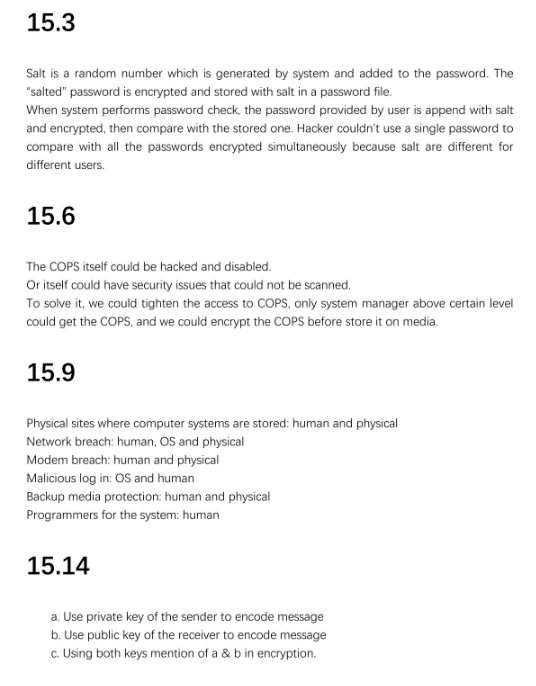 15.3
Salt is a random number which is generated by system and added to the password. The
“salted” password is encrypted and stored with salt in a password file.
When system performs password check, the password provided by user is append with salt
and encrypted, then compare with the stored one. Hacker couldn’t use a single password to
compare with all the passwords encrypted simultaneously because salt are different for
different users.
15.6
The COPS itself could be hacked and disabled.
Or itself could have security issues that could not be scanned.
To solve it, we could tighten the access to COPS, only system manager above certain level
could get the COPS, and we could encrypt the COPS before store it on media.
15.9
Physical sites where computer systems are stored: human and physical
Network breach: human, OS and physical
Modem breach: human and physical
Malicious log in: OS and human
Backup media protection: human and physical
Programmers for the system: human
15.14
a. Use private key of the sender to encode message
b. Use public key of the receiver to encode message
c. Using both keys mention of a & b in encryption.